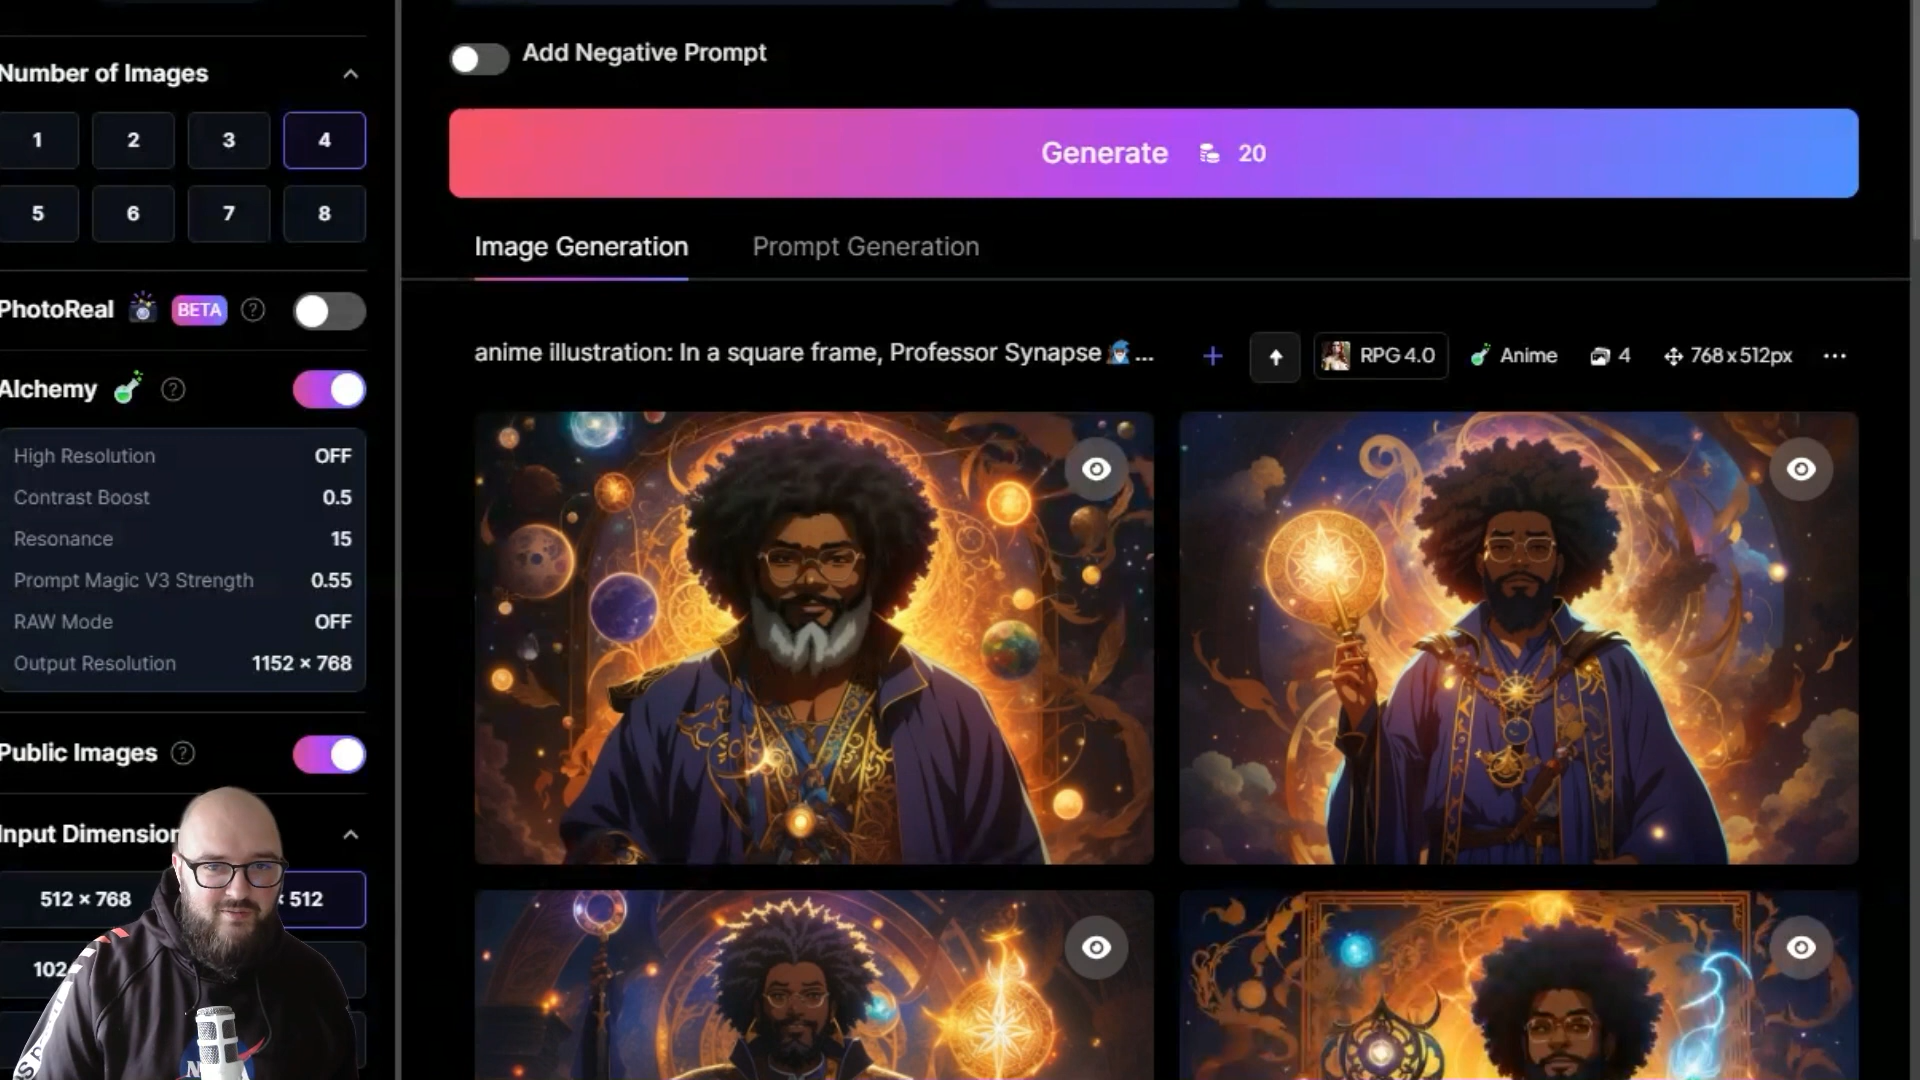 Number of Images
1 2 3 4
5 6 7 8
PhotoReal BETA ?
Alchemy ?
High Resolution OFF
Contrast Boost 0.5
Resonance 15
Prompt Magic V3 Strength 0.55
RAW Mode OFF
Output Resolution 1152 × 768
Public Images ?
Input Dimension
512 × 768
× 512
102
Add Negative Prompt
Generate 20
Image Generation Prompt Generation
anime illustration: In a square frame, Professor Synapse ...
RPG 4.0 Anime 4 768 x 512px